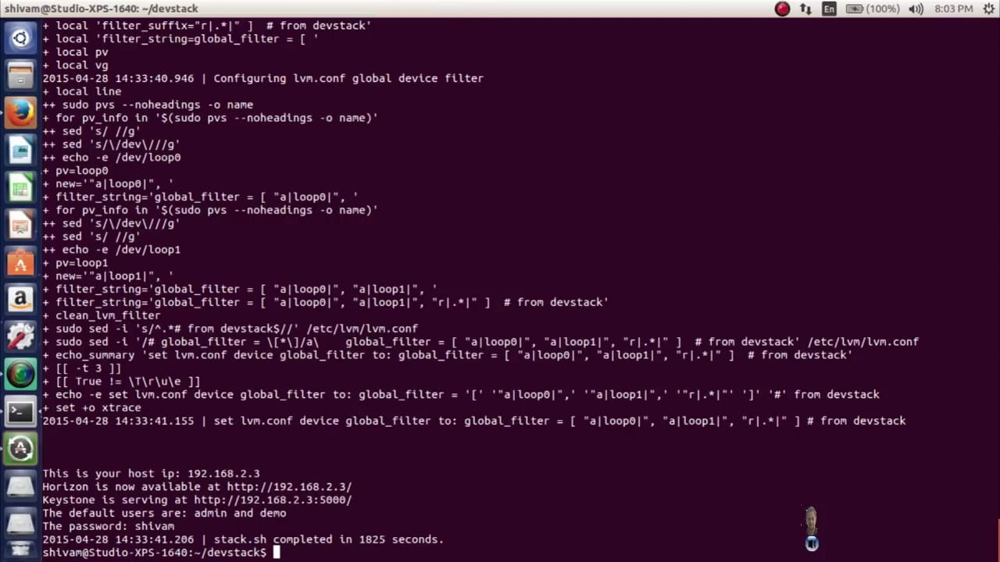 shivam@Studio-XPS-1640: ~/devstack
En
(100%)
8:03 PM
+ local 'filter_suffix="r|.*|" ]  # from devstack'
+ local 'filter_string=global_filter = [ '
+ local pv
+ local vg
2015-04-28 14:33:40.946 | Configuring lvm.conf global device filter
+ local line
++ sudo pvs --noheadings -o name
+ for pv_info in '$(sudo pvs --noheadings -o name)'
++ sed 's/ //g'
++ sed 's/\/dev\///g'
++ echo -e /dev/loop0
+ pv=loop0
+ new='"a|loop0|", '
+ filter_string='global_filter = [ "a|loop0|", '
+ for pv_info in '$(sudo pvs --noheadings -o name)'
++ sed 's/\/dev\///g'
++ sed 's/ //g'
++ echo -e /dev/loop1
+ pv=loop1
+ new='"a|loop1|", '
+ filter_string='global_filter = [ "a|loop0|", "a|loop1|", '
+ filter_string='global_filter = [ "a|loop0|", "a|loop1|", "r|.*|" ]  # from devstack'
+ clean_lvm_filter
+ sudo sed -i 's/^.*# from devstack$//' /etc/lvm/lvm.conf
+ sudo sed -i '/# global_filter = \[*\]/a\    global_filter = [ "a|loop0|", "a|loop1|", "r|.*|" ]  # from devstack' /etc/lvm/lvm.conf
+ echo_summary 'set lvm.conf device global_filter to: global_filter = [ "a|loop0|", "a|loop1|", "r|.*|" ]  # from devstack'
+ [[ -t 3 ]]
+ [[ True != \T\r\u\e ]]
+ echo -e set lvm.conf device global_filter to: global_filter = '[' '"a|loop0|",' '"a|loop1|",' '"r|.*|"' ']' '#' from devstack
+ set +o xtrace
2015-04-28 14:33:41.155 | set lvm.conf device global_filter to: global_filter = [ "a|loop0|", "a|loop1|", "r|.*|" ] # from devstack
This is your host ip: 192.168.2.3
Horizon is now available at http://192.168.2.3/
Keystone is serving at http://192.168.2.3:5000/
The default users are: admin and demo
The password: shivam
2015-04-28 14:33:41.206 | stack.sh completed in 1825 seconds.
shivam@Studio-XPS-1640:~/devstack$